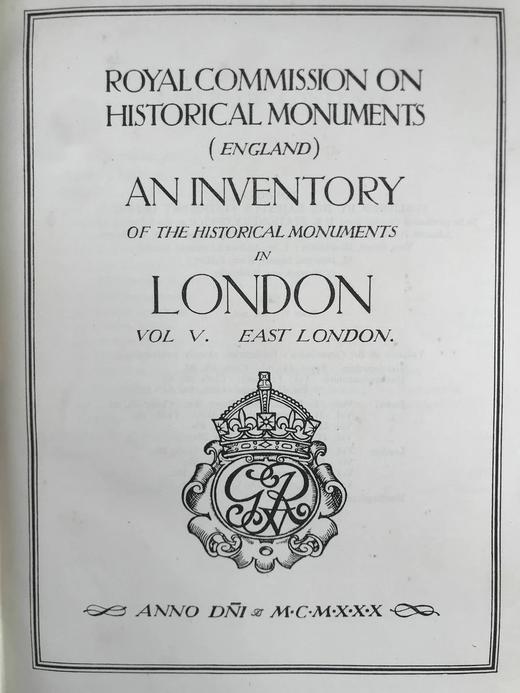 ROYAL COMMISSION ON
HISTORICAL MONUMENTS
(ENGLAND)
AN INVENTORY
OF THE HISTORICAL MONUMENTS
IN
LONDON
VOL V. EAST LONDON.
GR
ANNO DÑI M·C·M·X·X·X